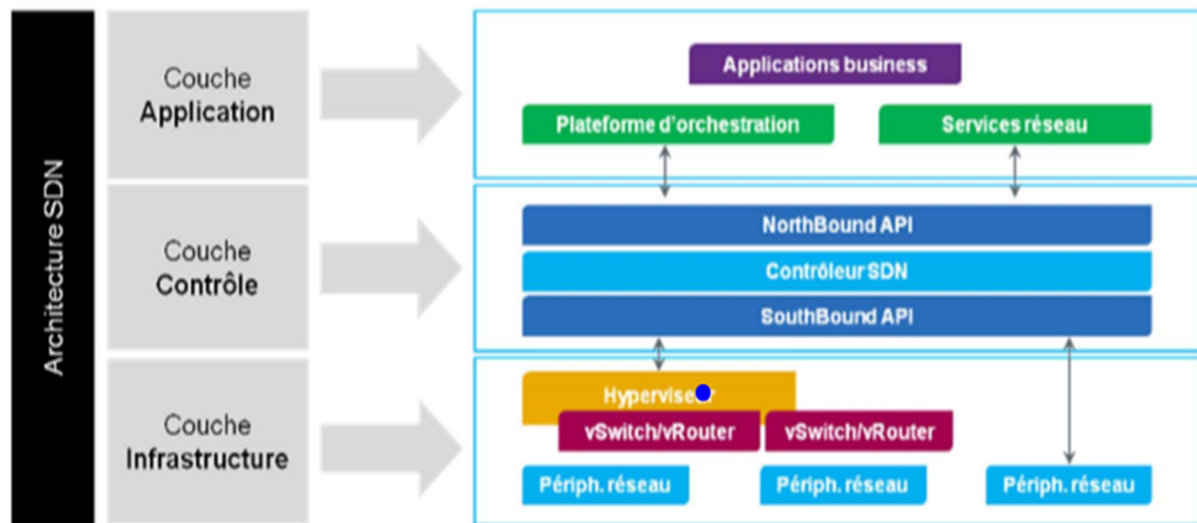 Architecture SDN
Couche
Application
Applications business
Plateforme d'orchestration
Services réseau
Couche
Contrôle
NorthBound API
Contrôleur SDN
SouthBound API
Couche
Infrastructure
Hyperviseur
vSwitch/vRouter
vSwitch/vRouter
Périph. réseau
Périph. réseau
Périph. réseau